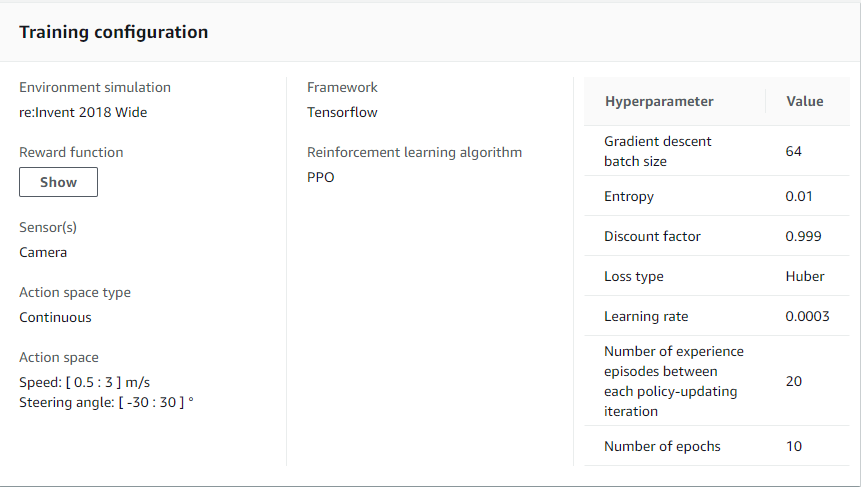 Training configuration
Environment simulation
re:Invent 2018 Wide
Reward function
Show
Sensor(s)
Camera
Action space type
Continuous
Action space
Speed: [ 0.5 : 3 ] m/s
Steering angle: [ -30 : 30 ] °
Framework
Tensorflow
Reinforcement learning algorithm
PPO
Hyperparameter Value
Gradient descent
batch size 64
Entropy 0.01
Discount factor 0.999
Loss type Huber
Learning rate 0.0003
Number of experience
episodes between
each policy-updating
iteration 20
Number of epochs 10